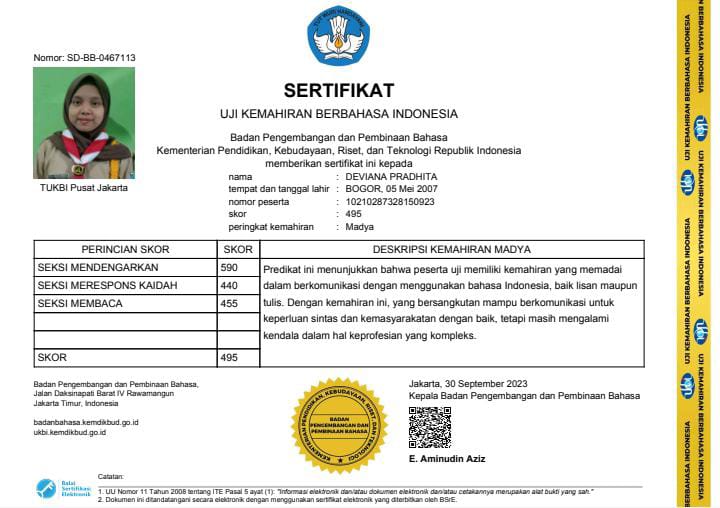 TUT WURI HANDAYANI
Nomor: SD-BB-0467113
SERTIFIKAT
UJI KEMAHIRAN BERBAHASA INDONESIA
Badan Pengembangan dan Pembinaan Bahasa
Kementerian Pendidikan, Kebudayaan, Riset, dan Teknologi Republik Indonesia
memberikan sertifikat ini kepada
nama : DEVIANA PRADHITA
tempat dan tanggal lahir : BOGOR, 05 Mei 2007
nomor peserta : 10210287328150923
skor : 495
peringkat kemahiran : Madya
TUKBI Pusat Jakarta
PERINCIAN SKOR SKOR DESKRIPSI KEMAHIRAN MADYA
SEKSI MENDENGARKAN 590
SEKSI MERESPONS KAIDAH 440
SEKSI MEMBACA 455
SKOR 495
Predikat ini menunjukkan bahwa peserta uji memiliki kemahiran yang memadai
dalam berkomunikasi dengan menggunakan bahasa Indonesia, baik lisan maupun
tulis. Dengan kemahiran ini, yang bersangkutan mampu berkomunikasi untuk
keperluan sintas dan kemasyarakatan dengan baik, tetapi masih mengalami
kendala dalam hal keprofesian yang kompleks.
Badan Pengembangan dan Pembinaan Bahasa,
Jalan Daksinapati Barat IV Rawamangun
Jakarta Timur, Indonesia
badanbahasa.kemdikbud.go.id
ukbi.kemdikbud.go.id
KEMENTERIAN PENDIDIKAN, KEBUDAYAAN, RISET, DAN TEKNOLOGI
BADAN
PENGEMBANGAN DAN
PEMBINAAN BAHASA
Jakarta, 30 September 2023
Kepala Badan Pengembangan dan Pembinaan Bahasa
E. Aminudin Aziz
Balai
Sertifikasi
Elektronik
Catatan:
1. UU Nomor 11 Tahun 2008 tentang ITE Pasal 5 ayat (1): "Informasi elektronik dan/atau dokumen elektronik dan/atau cetakannya merupakan alat bukti yang sah."
2. Dokumen ini ditandatangani secara elektronik dengan menggunakan sertifikat elektronik yang diterbitkan oleh BSrE.
UJI KEMAHIRAN BERBAHASA INDONESIA
UJI KEMAHIRAN BERBAHASA INDONESIA
BERBAHASA INDONESIA
BERBAHASA INDONESIA
UJI KEMAHIRAN BERBAHASA INDONESIA
UJI KEMAHIRAN BERBAHASA INDONESIA